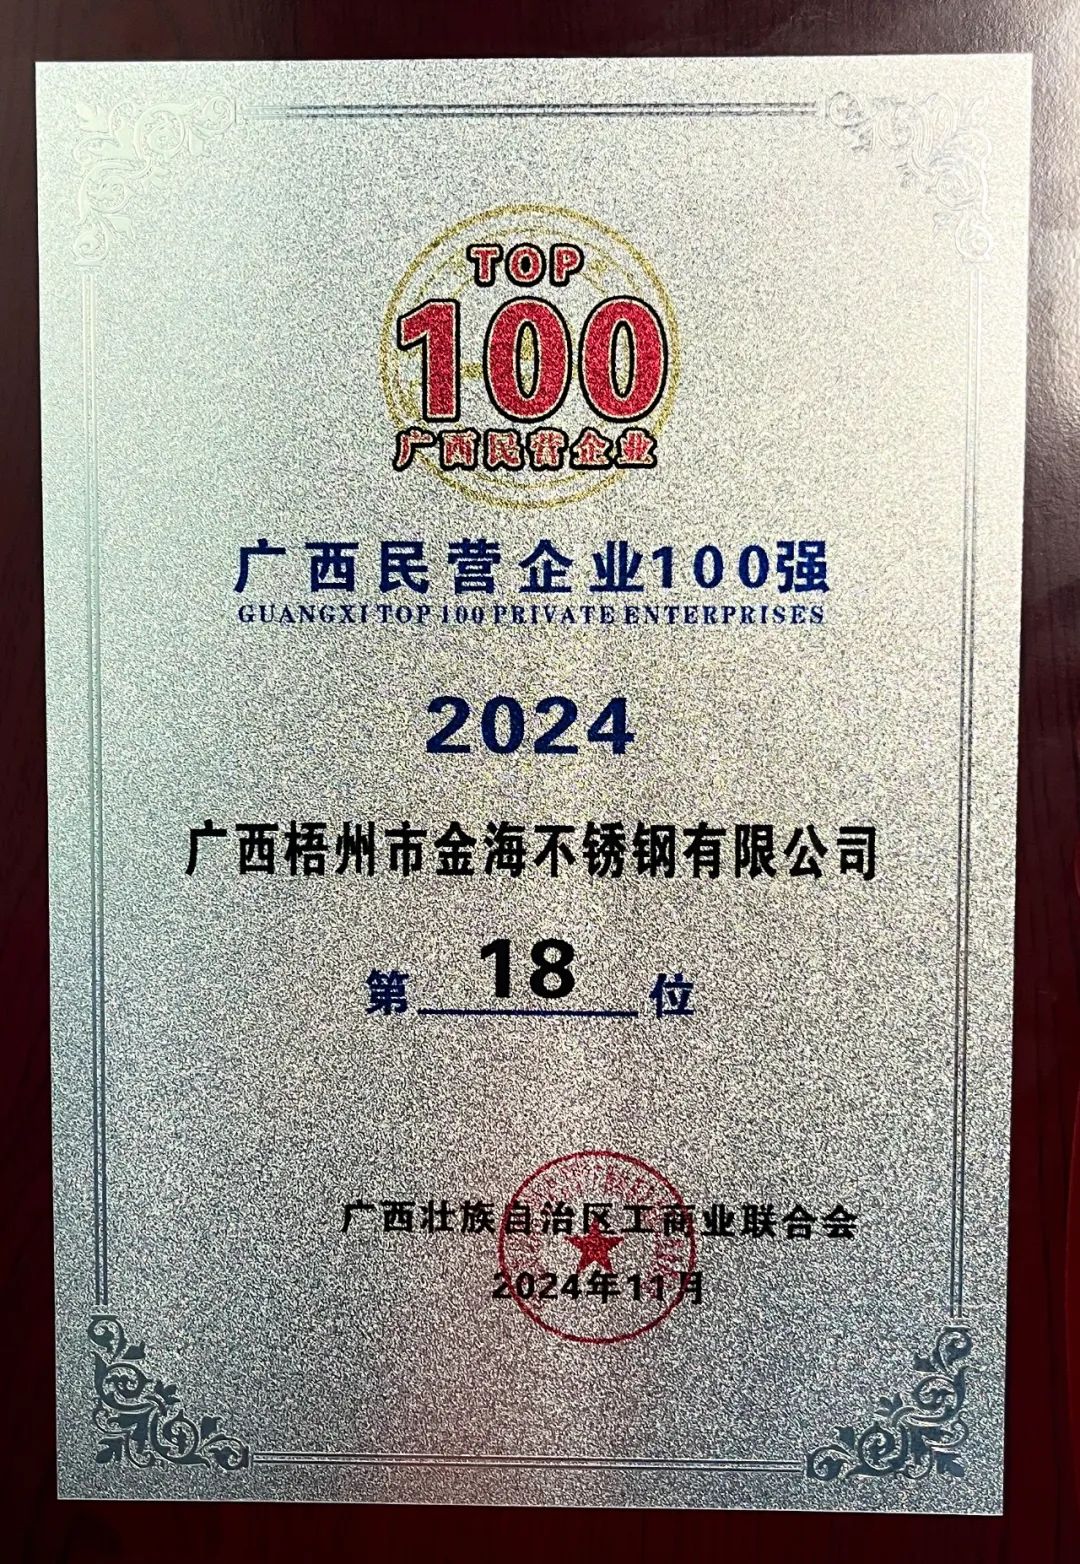 TOP
100
广西民营企业
广西民营企业100强
GUANGXI TOP 100 PRIVATE ENTERPRISES
2024
广西梧州市金海不锈钢有限公司
第 18 位
广西壮族自治区工商业联合会
2024年11月